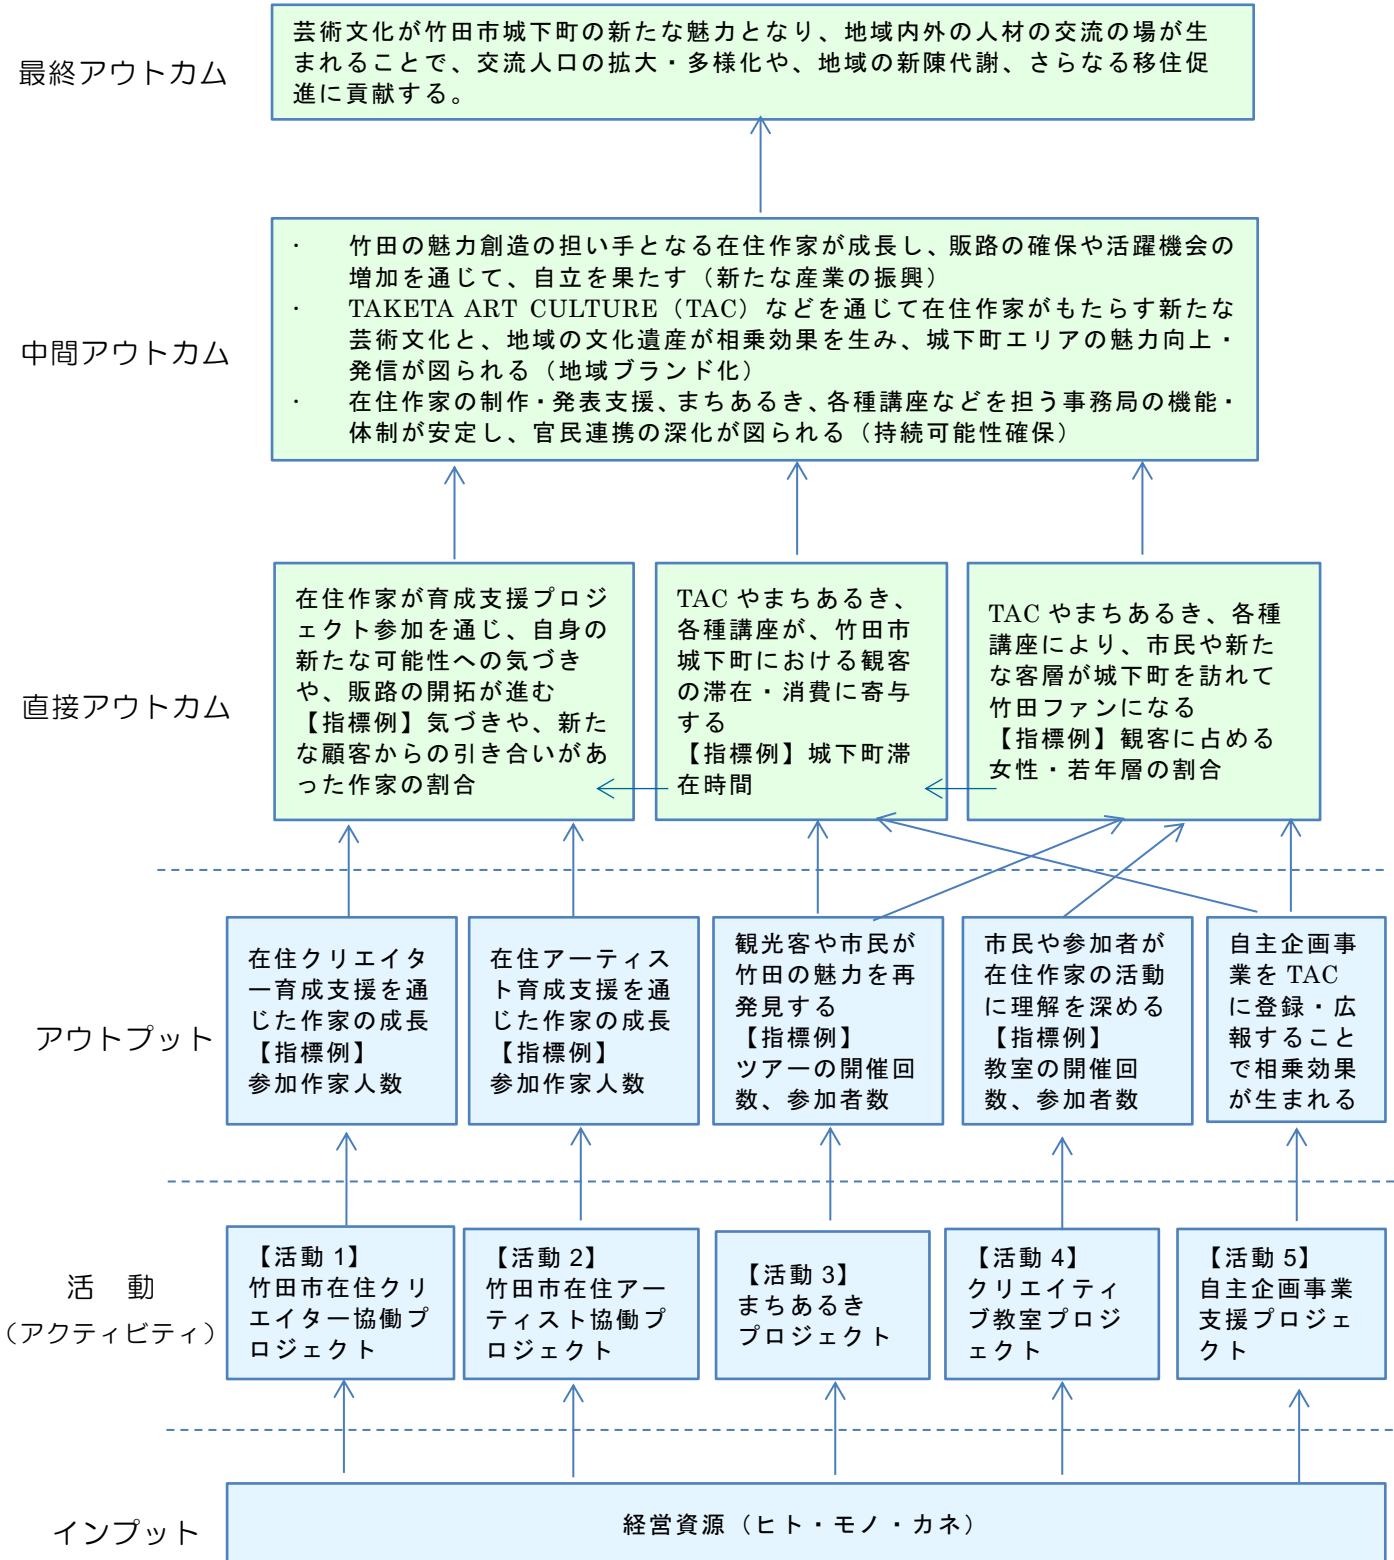 最終アウトカム
芸術文化が竹田市城下町の新たな魅力となり、地域内外の人材の交流の場が生
まれることで、交流人口の拡大・多様化や、地域の新陳代謝、さらなる移住促
進に貢献する。
中間アウトカム
・ 竹田の魅力創造の担い手となる在住作家が成長し、販路の確保や活躍機会の
増加を通じて、自立を果たす（新たな産業の振興）
・ TAKETA ART CULTURE（TAC）などを通じて在住作家がもたらす新たな
芸術文化と、地域の文化遺産が相乗効果を生み、城下町エリアの魅力向上・
発信が図られる（地域ブランド化）
・ 在住作家の制作・発表支援、まちあるき、各種講座などを担う事務局の機能・
体制が安定し、官民連携の深化が図られる（持続可能性確保）
直接アウトカム
在住作家が育成支援プロジ
ェクト参加を通じ、自身の
新たな可能性への気づき
や、販路の開拓が進む
【指標例】気づきや、新た
な顧客からの引き合いがあ
った作家の割合
TAC やまちあるき、
各種講座が、竹田市
城下町における観客
の滞在・消費に寄与
する
【指標例】城下町滞
在時間
TAC やまちあるき、各種
講座により、市民や新た
な客層が城下町を訪れて
竹田ファンになる
【指標例】観客に占める
女性・若年層の割合
アウトプット
在住クリエイタ
ー育成支援を通
じた作家の成長
【指標例】
参加作家人数
在住アーティス
ト育成支援を通
じた作家の成長
【指標例】
参加作家人数
観光客や市民が
竹田の魅力を再
発見する
【指標例】
ツアーの開催回
数、参加者数
市民や参加者が
在住作家の活動
に理解を深める
【指標例】
教室の開催回
数、参加者数
自主企画事
業を TAC
に登録・広
報すること
で相乗効果
が生まれる
活　動
（アクティビティ）
【活動 1】
竹田市在住クリ
エイター協働プ
ロジェクト
【活動 2】
竹田市在住アー
ティスト協働プ
ロジェクト
【活動 3】
まちあるき
プロジェクト
【活動 4】
クリエイティ
ブ教室プロジ
ェクト
【活動 5】
自主企画事業
支援プロジェ
クト
インプット
経営資源（ヒト・モノ・カネ）